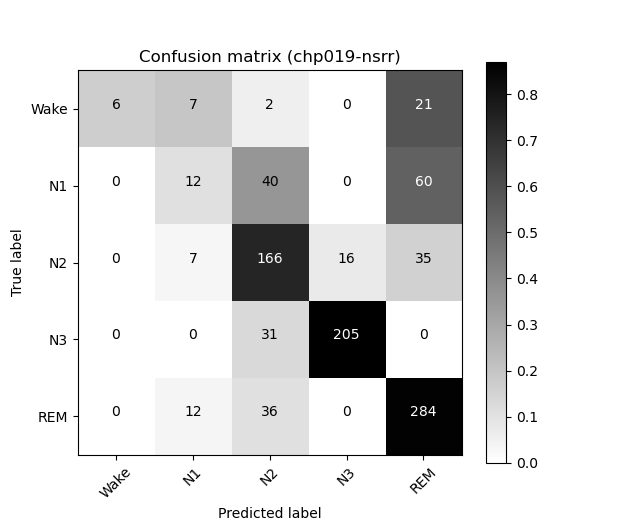 Confusion matrix (chp019-nsrr)
Wake 6 7 2 0 21
N1 0 12 40 0 60
N2 0 7 166 16 35
N3 0 0 31 205 0
REM 0 12 36 0 284
Wake N1 N2 N3 REM
Predicted label
True label
0.8
0.7
0.6
0.5
0.4
0.3
0.2
0.1
0.0